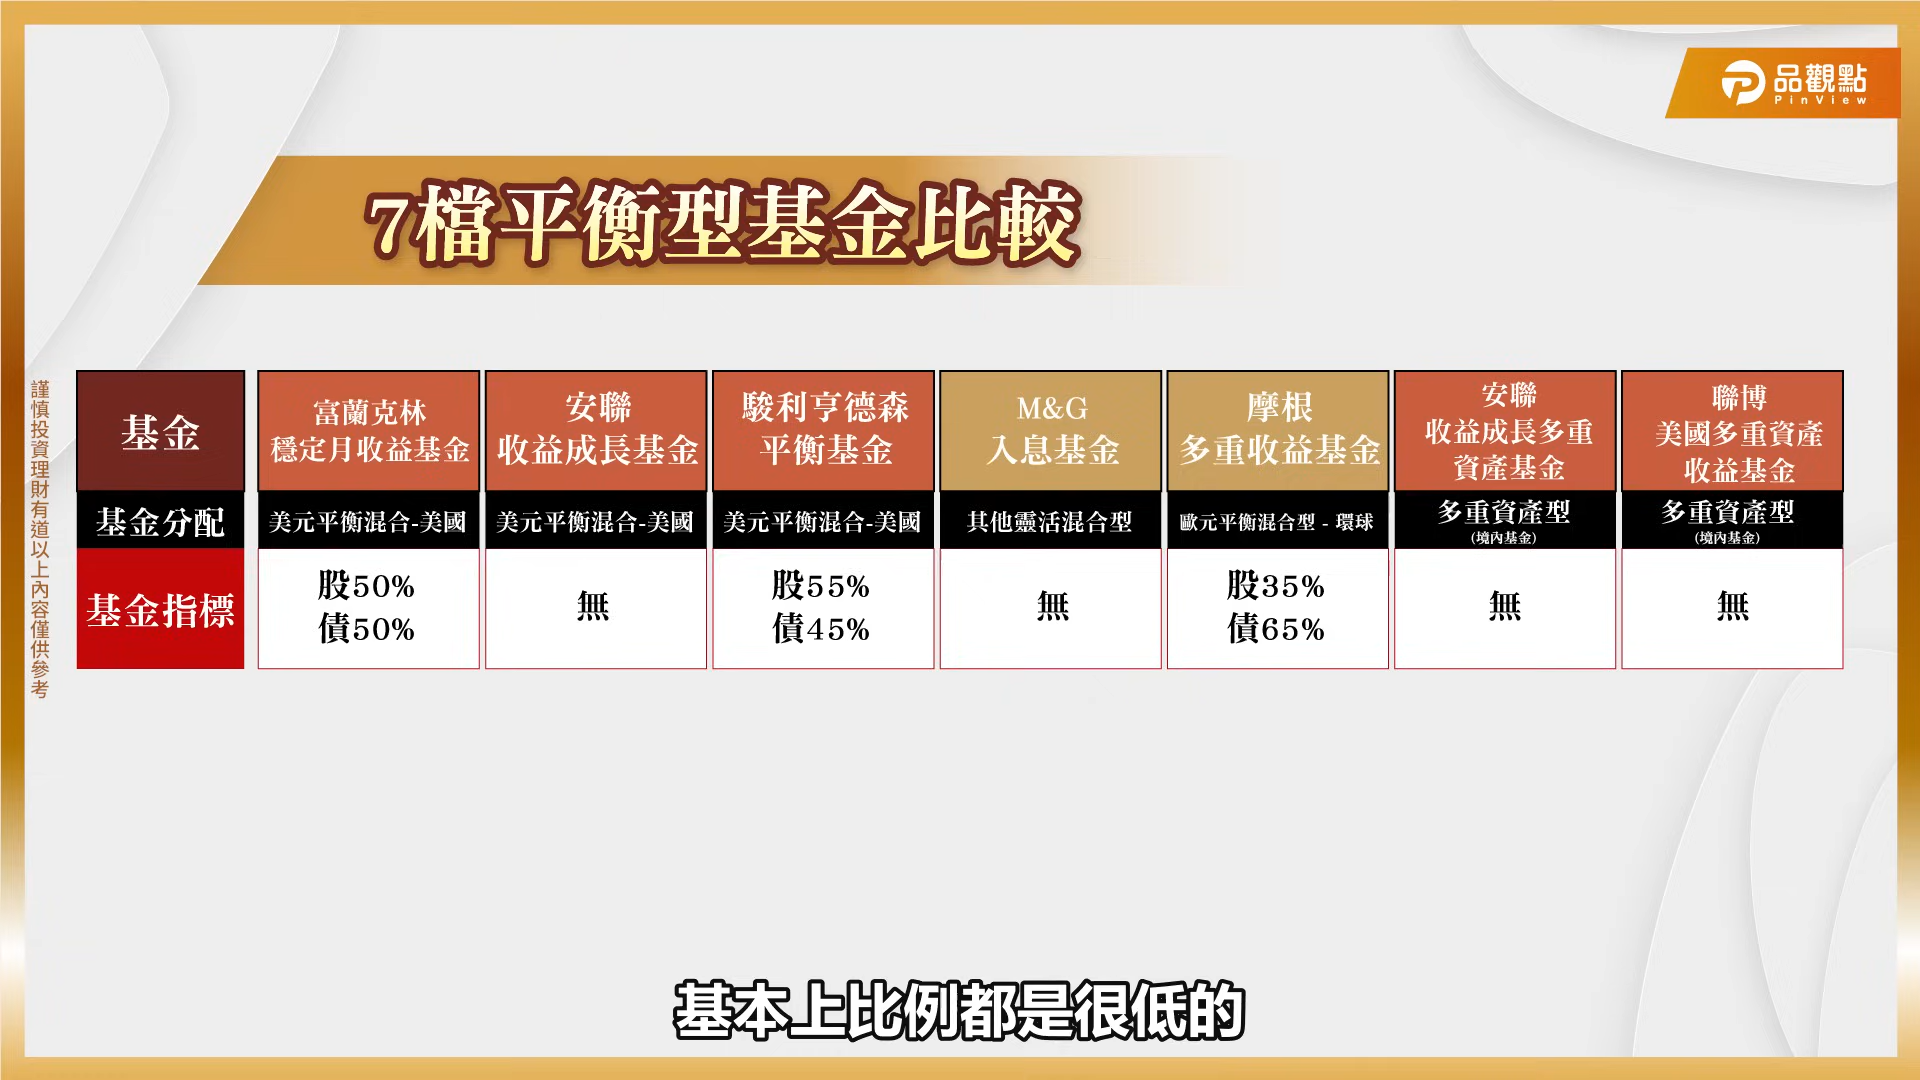 品觀點
PinView
7檔平衡型基金比較
謹慎投資理財有道以上內容僅供參考
基金
富蘭克林
穩定月收益基金
安聯
收益成長基金
駿利亨德森
平衡基金
M&G
入息基金
摩根
多重收益基金
安聯
收益成長多重
資產基金
聯博
美國多重資產
收益基金
基金分配
美元平衡混合-美國
美元平衡混合-美國
美元平衡混合-美國
其他靈活混合型
歐元平衡混合型 - 環球
多重資產型
(境內基金)
多重資產型
(境內基金)
基金指標
股50%
債50%
無
股55%
債45%
無
股35%
債65%
無
無
基本上比例都是很低的